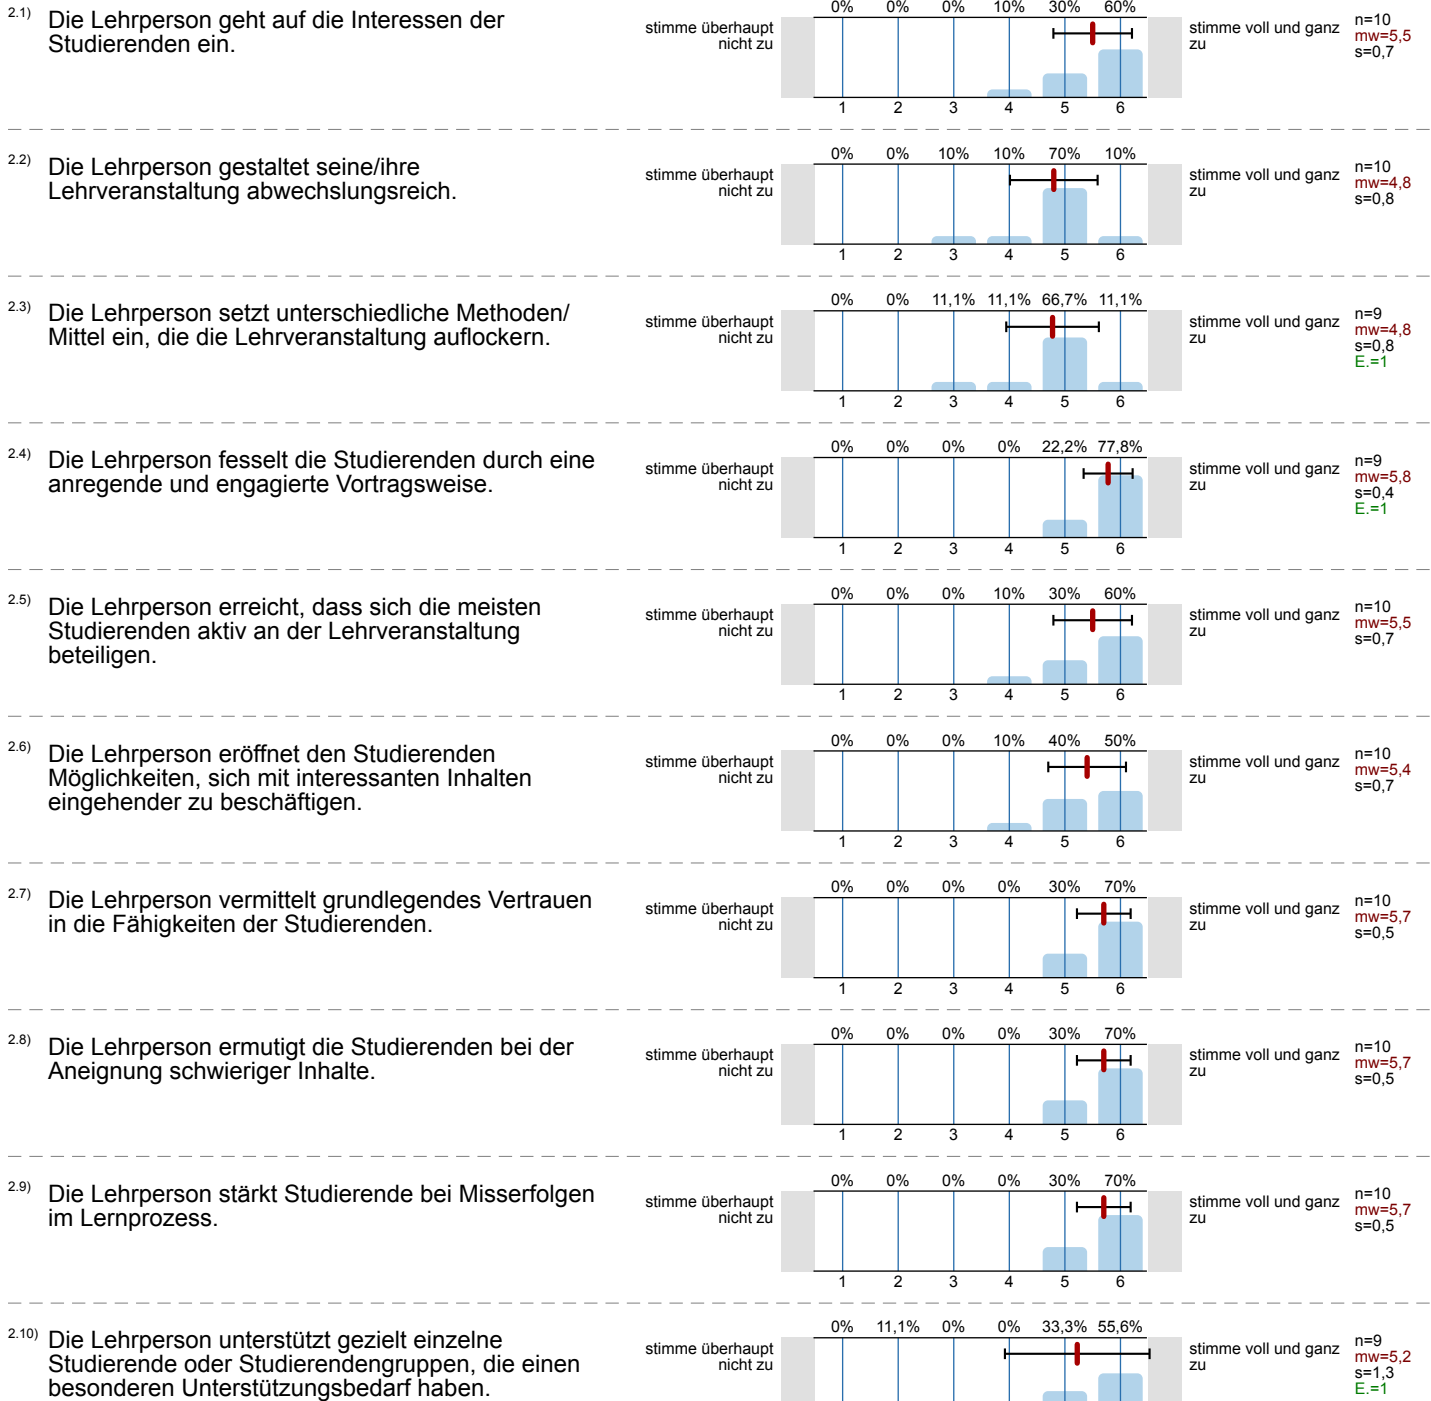 2.1) Die Lehrperson geht auf die Interessen der
Studierenden ein.
stimme überhaupt
nicht zu
0% 0% 0% 10% 30% 60%
1 2 3 4 5 6
stimme voll und ganz
zu
n=10
mw=5,5
s=0,7
2.2) Die Lehrperson gestaltet seine/ihre
Lehrveranstaltung abwechslungsreich.
stimme überhaupt
nicht zu
0% 0% 10% 10% 70% 10%
1 2 3 4 5 6
stimme voll und ganz
zu
n=10
mw=4,8
s=0,8
2.3) Die Lehrperson setzt unterschiedliche Methoden/
Mittel ein, die die Lehrveranstaltung auflockern.
stimme überhaupt
nicht zu
0% 0% 11,1% 11,1% 66,7% 11,1%
1 2 3 4 5 6
stimme voll und ganz
zu
n=9
mw=4,8
s=0,8
E.=1
2.4) Die Lehrperson fesselt die Studierenden durch eine
anregende und engagierte Vortragsweise.
stimme überhaupt
nicht zu
0% 0% 0% 0% 22,2% 77,8%
1 2 3 4 5 6
stimme voll und ganz
zu
n=9
mw=5,8
s=0,4
E.=1
2.5) Die Lehrperson erreicht, dass sich die meisten
Studierenden aktiv an der Lehrveranstaltung
beteiligen.
stimme überhaupt
nicht zu
0% 0% 0% 10% 30% 60%
1 2 3 4 5 6
stimme voll und ganz
zu
n=10
mw=5,5
s=0,7
2.6) Die Lehrperson eröffnet den Studierenden
Möglichkeiten, sich mit interessanten Inhalten
eingehender zu beschäftigen.
stimme überhaupt
nicht zu
0% 0% 0% 10% 40% 50%
1 2 3 4 5 6
stimme voll und ganz
zu
n=10
mw=5,4
s=0,7
2.7) Die Lehrperson vermittelt grundlegendes Vertrauen
in die Fähigkeiten der Studierenden.
stimme überhaupt
nicht zu
0% 0% 0% 0% 30% 70%
1 2 3 4 5 6
stimme voll und ganz
zu
n=10
mw=5,7
s=0,5
2.8) Die Lehrperson ermutigt die Studierenden bei der
Aneignung schwieriger Inhalte.
stimme überhaupt
nicht zu
0% 0% 0% 0% 30% 70%
1 2 3 4 5 6
stimme voll und ganz
zu
n=10
mw=5,7
s=0,5
2.9) Die Lehrperson stärkt Studierende bei Misserfolgen
im Lernprozess.
stimme überhaupt
nicht zu
0% 0% 0% 0% 30% 70%
1 2 3 4 5 6
stimme voll und ganz
zu
n=10
mw=5,7
s=0,5
2.10) Die Lehrperson unterstützt gezielt einzelne
Studierende oder Studierendengruppen, die einen
besonderen Unterstützungsbedarf haben.
stimme überhaupt
nicht zu
0% 11,1% 0% 0% 33,3% 55,6%
stimme voll und ganz
zu
n=9
mw=5,2
s=1,3
E.=1